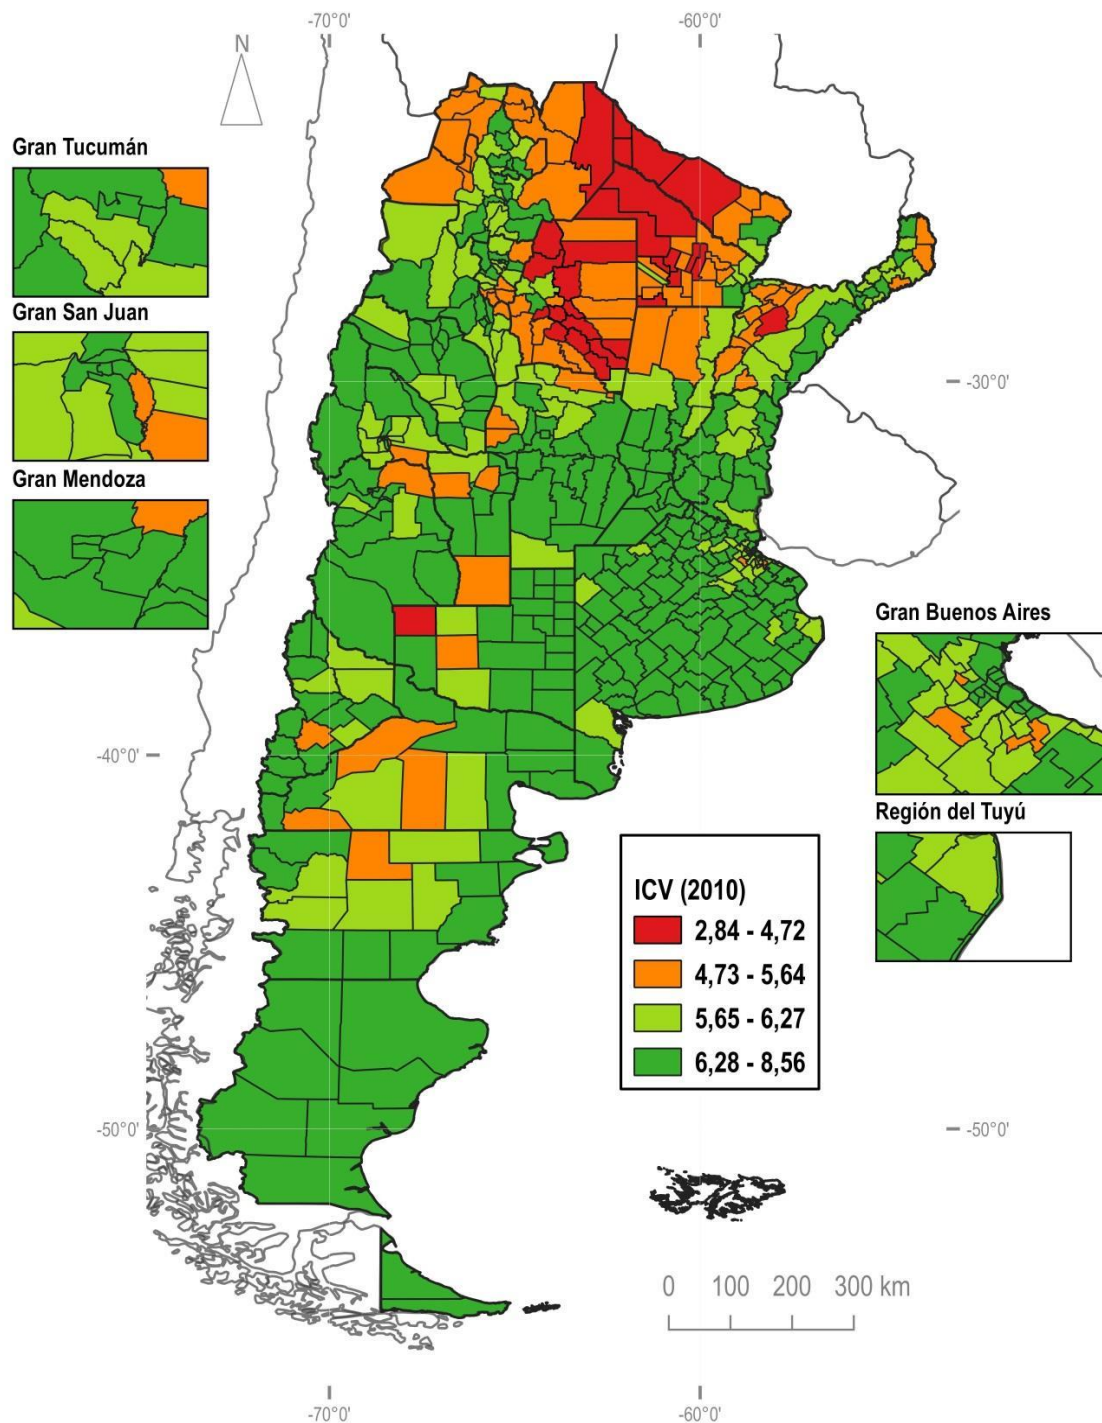 -70°0'
-60°0'
N
Gran Tucumán
Gran San Juan
-30°0'
Gran Mendoza
Gran Buenos Aires
-40°0'
Región del Tuyú
ICV (2010)
2,84 - 4,72
4,73 - 5,64
5,65 - 6,27
6,28 - 8,56
-50°0'
-50°0'
0 100 200 300 km
-70°0'
-60°0'